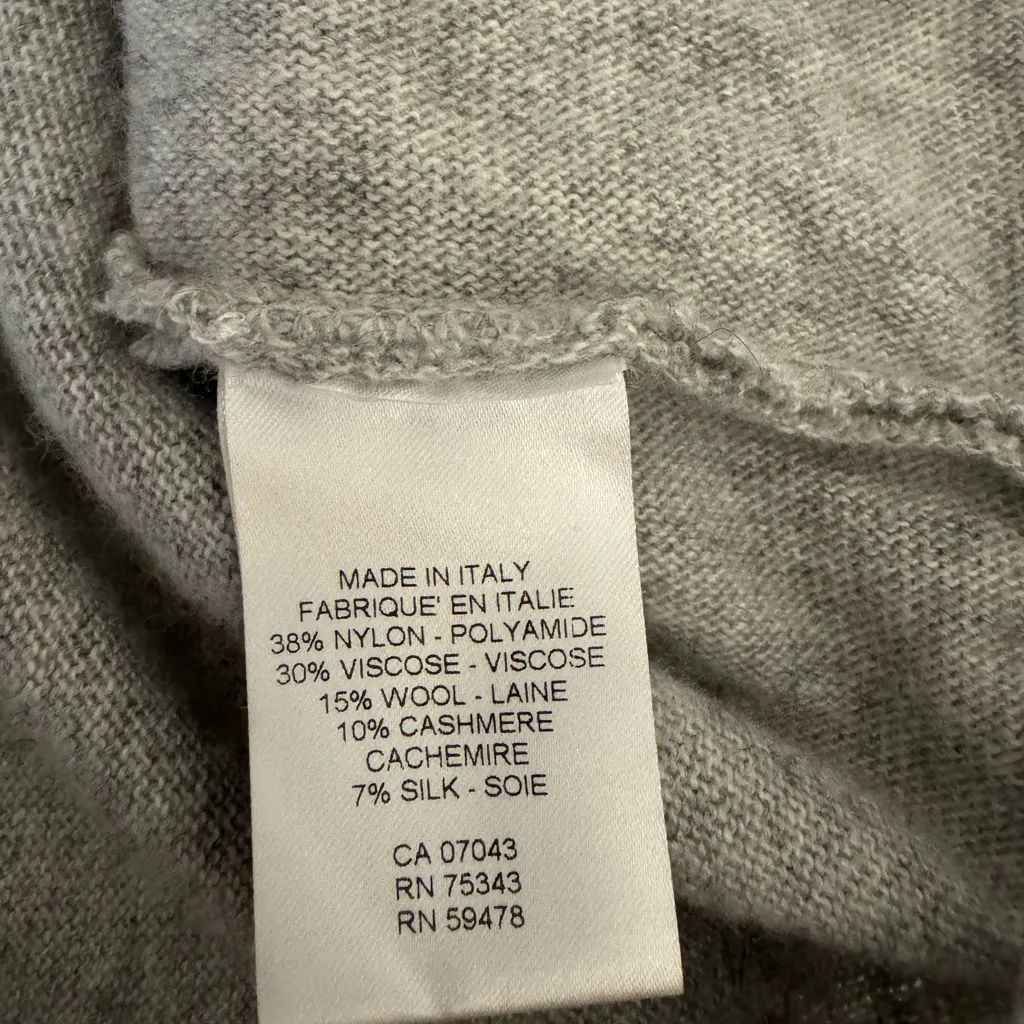 MADE IN ITALY
FABRIQUE' EN ITALIE
38% NYLON - POLYAMIDE
30% VISCOSE - VISCOSE
15% WOOL - LAINE
10% CASHMERE
CACHEMIRE
7% SILK - SOIE
CA 07043
RN 75343
RN 59478